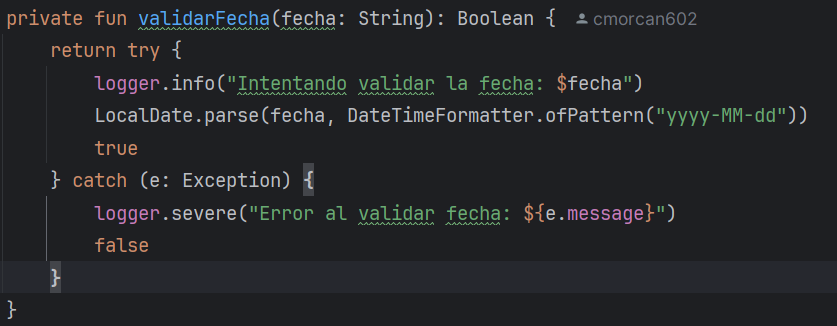 private fun validarFecha(fecha: String): Boolean { cmorcan602
return try {
logger.info("Intentando validar la fecha: $fecha")
LocalDate.parse(fecha, DateTimeFormatter.ofPattern("yyyy-MM-dd"))
true
} catch (e: Exception) {
logger.severe("Error al validar fecha: ${e.message}")
false
}
}